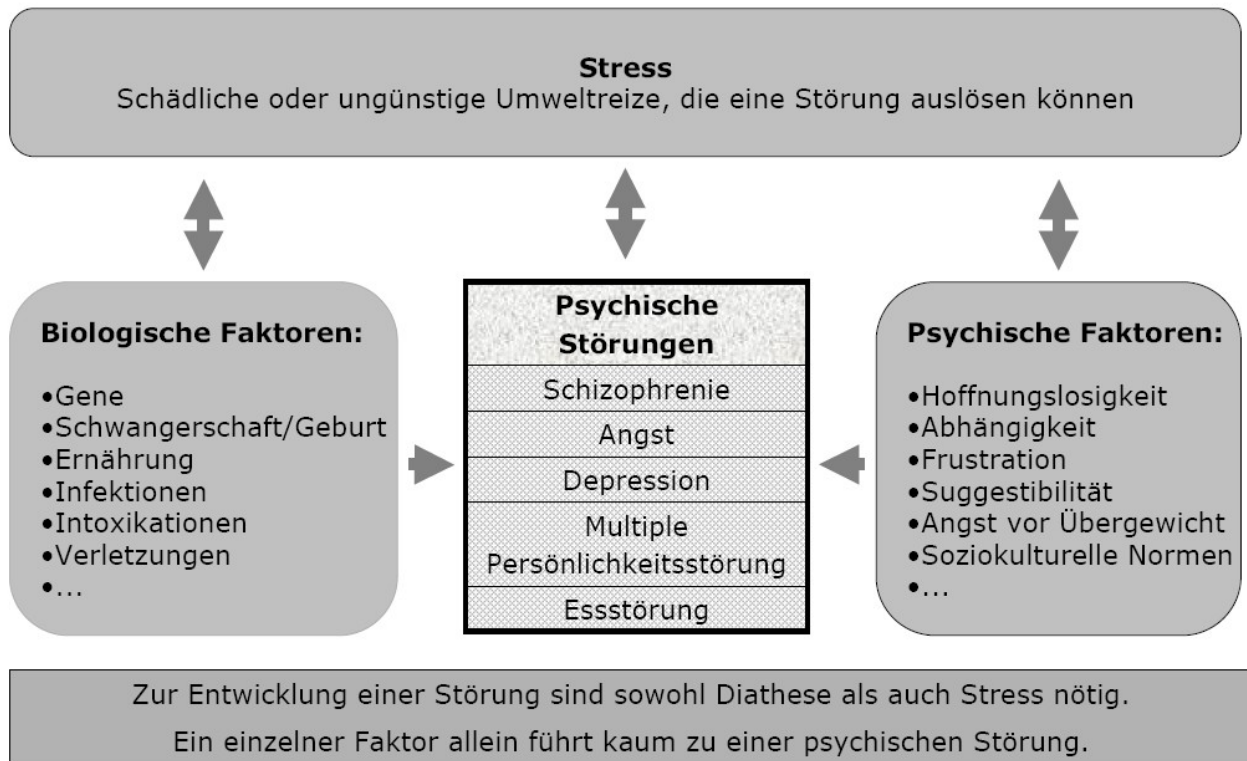 Stress
Schädliche oder ungünstige Umweltreize, die eine Störung auslösen können
Biologische Faktoren:
•Gene
•Schwangerschaft/Geburt
•Ernährung
•Infektionen
•Intoxikationen
•Verletzungen
•...
Psychische
Störungen
Schizophrenie
Angst
Depression
Multiple
Persönlichkeitsstörung
Essstörung
Psychische Faktoren:
•Hoffnungslosigkeit
•Abhängigkeit
•Frustration
•Suggestibilität
•Angst vor Übergewicht
•Soziokulturelle Normen
•...
Zur Entwicklung einer Störung sind sowohl Diathese als auch Stress nötig.
Ein einzelner Faktor allein führt kaum zu einer psychischen Störung.